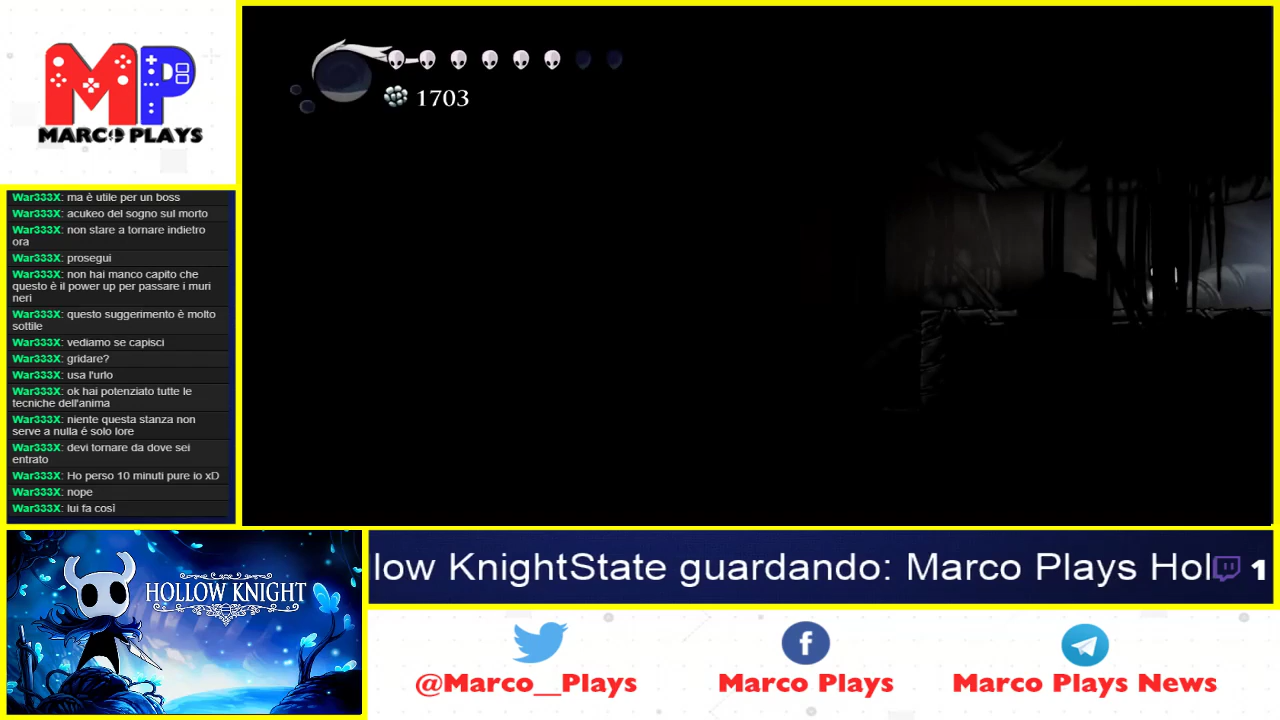 MP
MARCO PLAYS
1703
War333X: ma è utile per un boss
War333X: acukeo del sogno sul morto
War333X: non stare a tornare indietro
ora
War333X: prosegui
War333X: non hai manco capito che
questo è il power up per passare i muri
neri
War333X: questo suggerimento è molto
sottile
War333X: vediamo se capisci
War333X: gridare?
War333X: usa l'urlo
War333X: ok hai potenziato tutte le
tecniche dell'anima
War333X: niente questa stanza non
serve a nulla é solo lore
War333X: devi tornare da dove sei
entrato
War333X: Ho perso 10 minuti pure io xD
War333X: nope
War333X: lui fa così
HOLLOW KNIGHT
low KnightState guardando: Marco Plays Hol
1
@Marco__Plays
Marco Plays
Marco Plays News